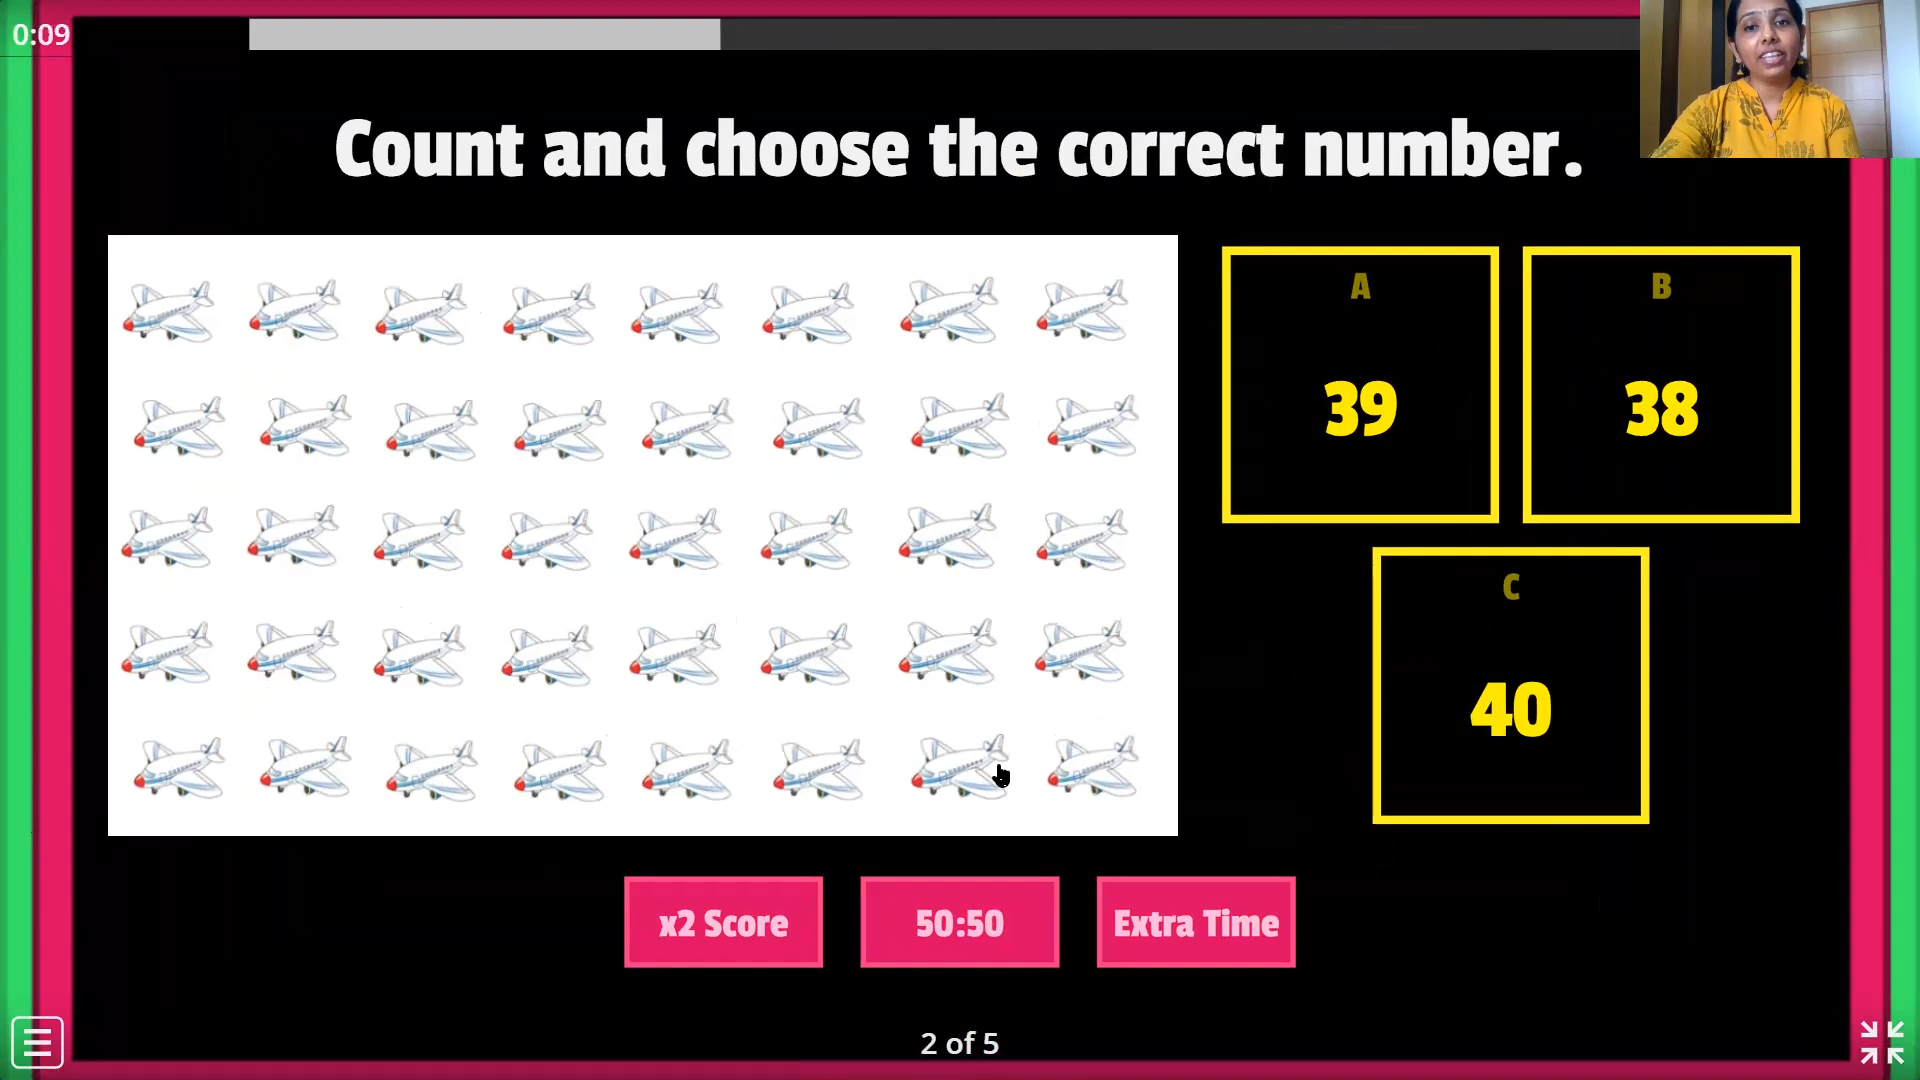 0:09
Count and choose the correct number.
A
39
B
38
C
40
x2 Score
50:50
Extra Time
2 of 5